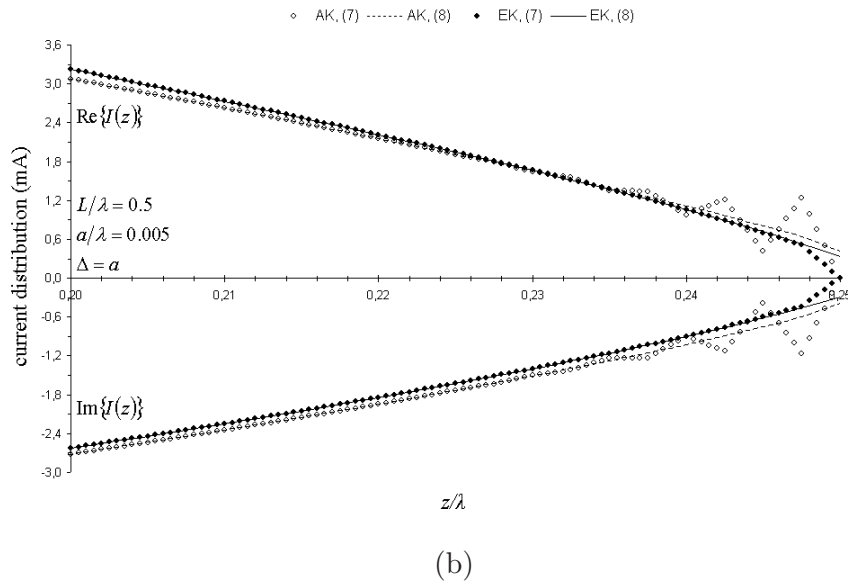 AK, (7) AK, (8) EK, (7) EK, (8)
3,6
3,0
2,4
1,8
1,2
0,6
0,0
-0,6
-1,2
-1,8
-2,4
-3,0
current distribution (mA)
Re{I(z)}
L/λ = 0.5
a/λ = 0.005
Δ = a
0,20 0,21 0,22 0,23 0,24 0,25
Im{I(z)}
z/λ
(b)